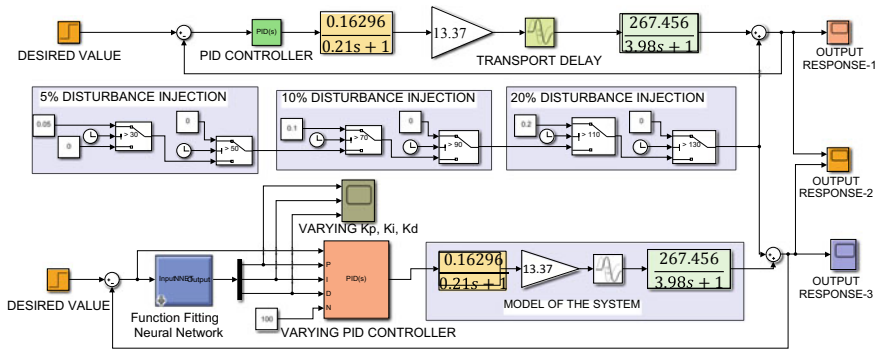 DESIRED VALUE
PID(s)
PID CONTROLLER
0.16296
0.21s + 1
13.37
TRANSPORT DELAY
267.456
3.98s + 1
OUTPUT
RESPONSE-1
5% DISTURBANCE INJECTION
0.05
0
> 30
0
> 50
10% DISTURBANCE INJECTION
0.1
> 70
0
> 90
20% DISTURBANCE INJECTION
0.2
> 110
0
> 130
OUTPUT
RESPONSE-2
VARYING Kp, Ki, Kd
DESIRED VALUE
Input
NNET
Output
Function Fitting
Neural Network
100
P
I
D
N
PID(s)
VARYING PID CONTROLLER
0.16296
0.21s + 1
13.37
267.456
3.98s + 1
MODEL OF THE SYSTEM
OUTPUT
RESPONSE-3